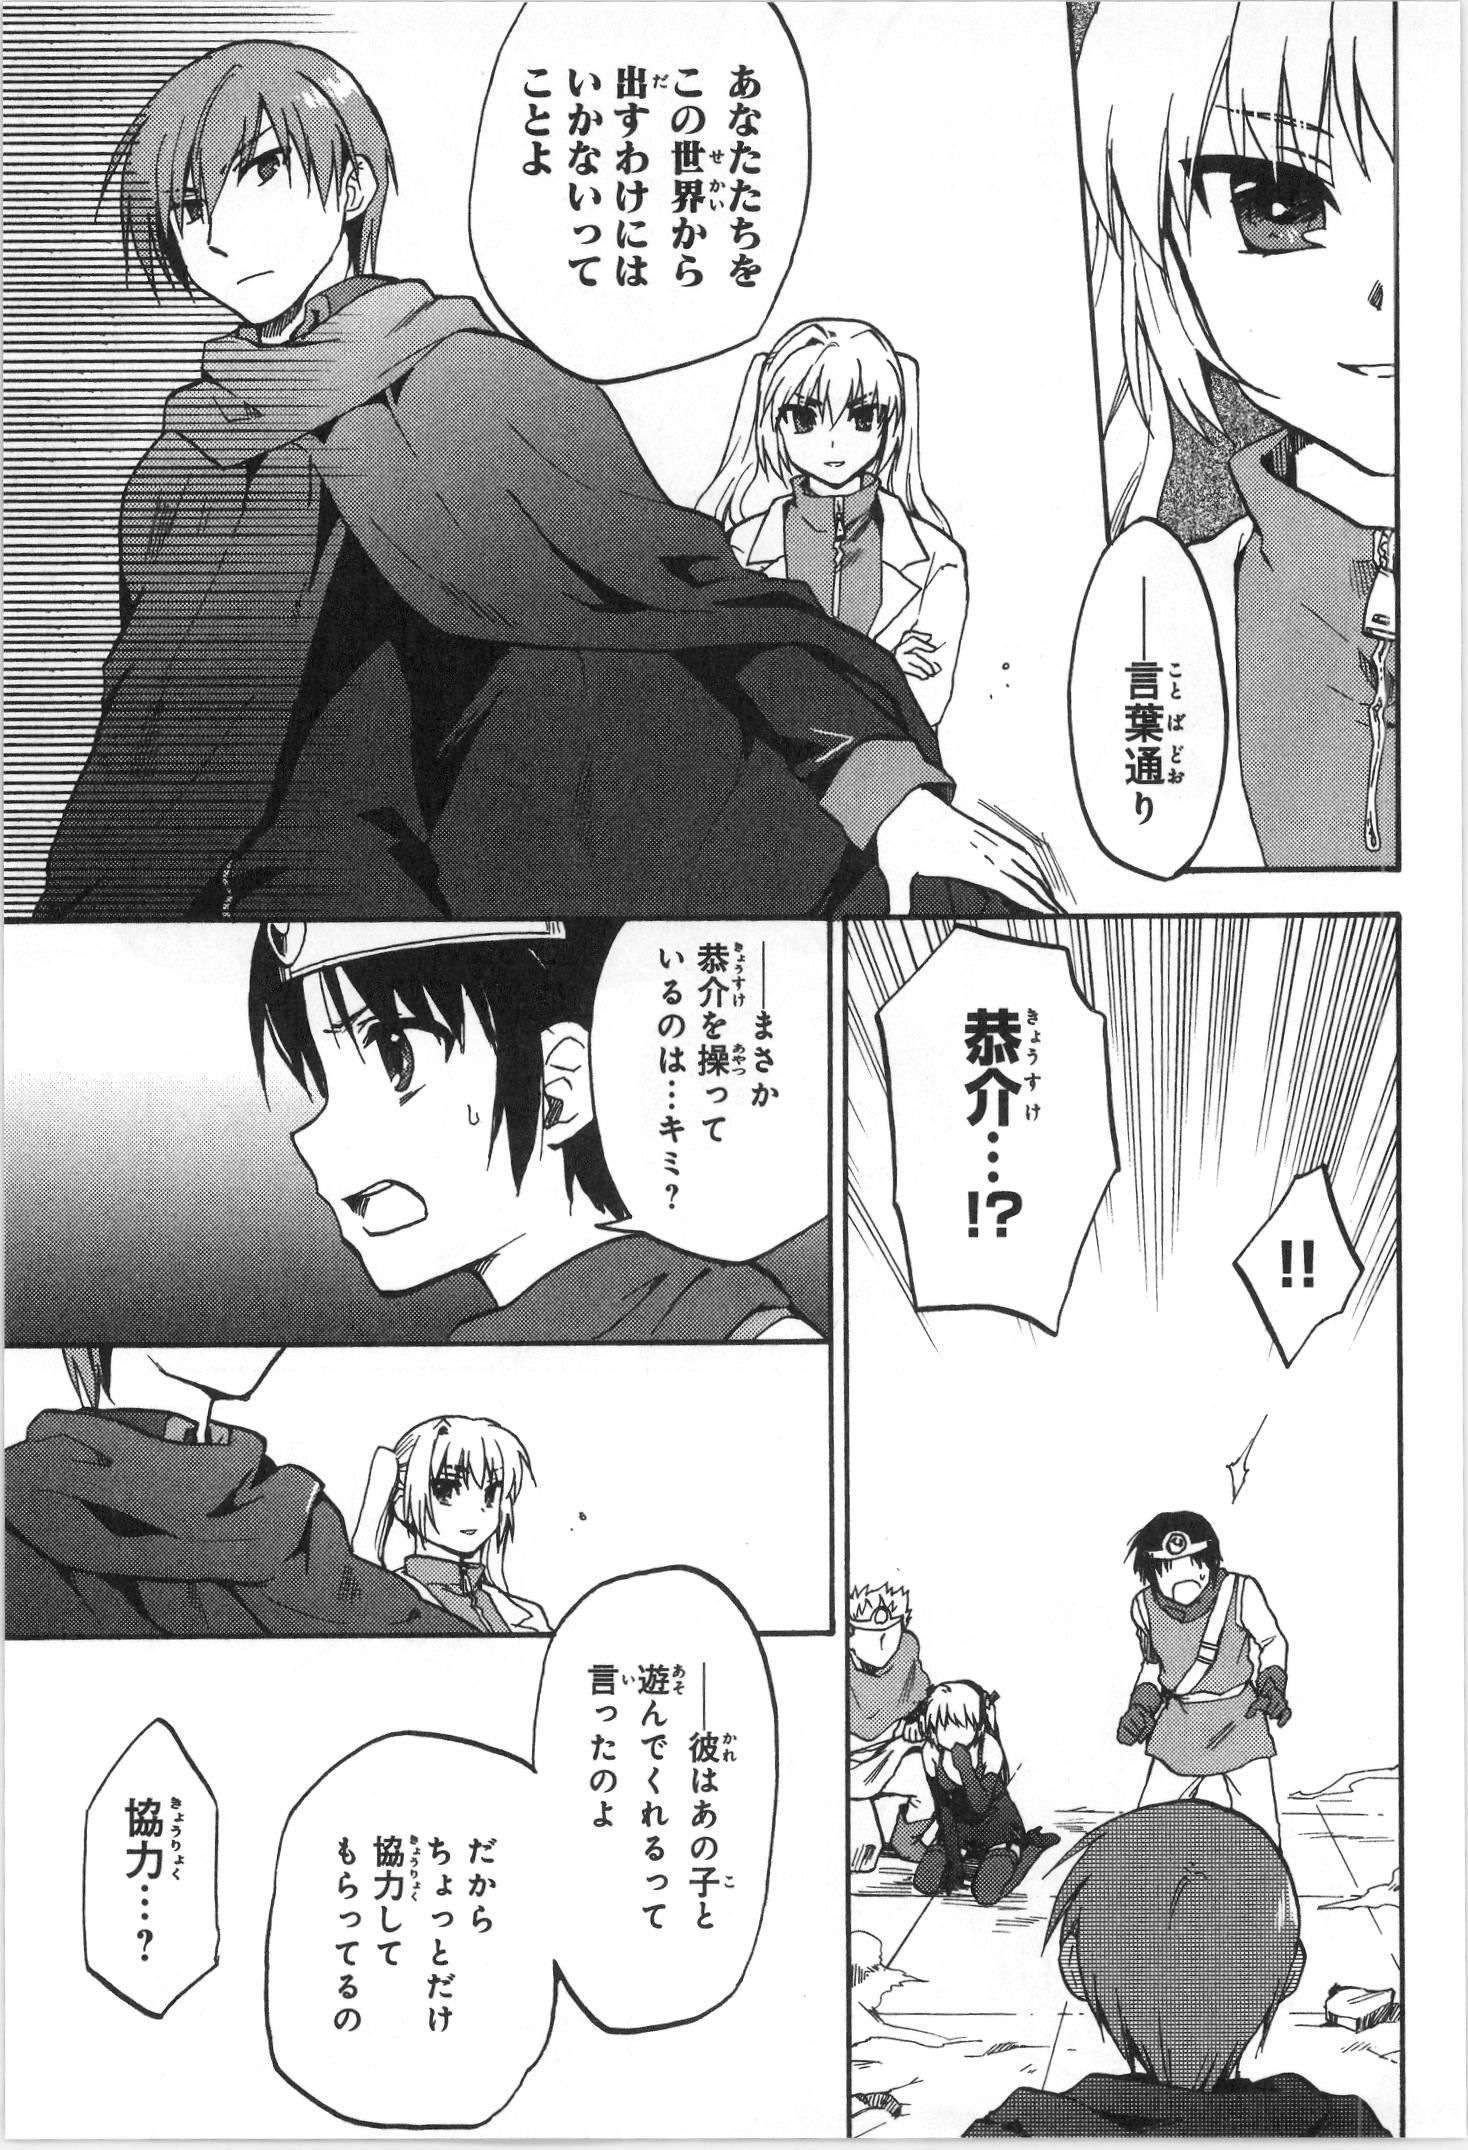 ――言葉通り
あなたたちを
この世界から
出すわけには
いかないって
ことよ
!!
恭介…!?
――まさか
恭介を操って
いるのは…キミ?
――彼はあの子と
遊んでくれるって
言ったのよ
だから
ちょっとだけ
協力して
もらってるの
協力…?